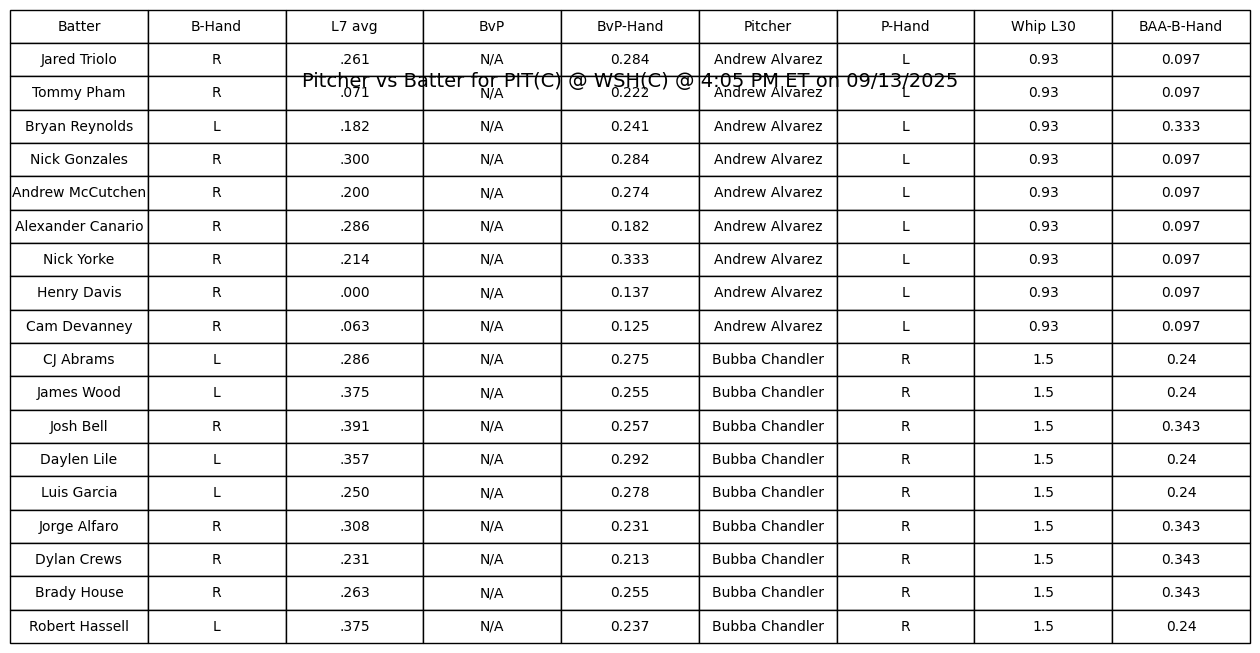 Batter B-Hand L7 avg BvP BvP-Hand Pitcher P-Hand Whip L30 BAA-B-Hand
Jared Triolo R .261 N/A 0.284 Andrew Alvarez L 0.93 0.097
Pitcher vs Batter for PIT(C) @ WSH(C) @ 4:05 PM ET on 09/13/2025
Tommy Pham R .071 N/A 0.222 Andrew Alvarez L 0.93 0.097
Bryan Reynolds L .182 N/A 0.241 Andrew Alvarez L 0.93 0.333
Nick Gonzales R .300 N/A 0.284 Andrew Alvarez L 0.93 0.097
Andrew McCutchen R .200 N/A 0.274 Andrew Alvarez L 0.93 0.097
Alexander Canario R .286 N/A 0.182 Andrew Alvarez L 0.93 0.097
Nick Yorke R .214 N/A 0.333 Andrew Alvarez L 0.93 0.097
Henry Davis R .000 N/A 0.137 Andrew Alvarez L 0.93 0.097
Cam Devanney R .063 N/A 0.125 Andrew Alvarez L 0.93 0.097
CJ Abrams L .286 N/A 0.275 Bubba Chandler R 1.5 0.24
James Wood L .375 N/A 0.255 Bubba Chandler R 1.5 0.24
Josh Bell R .391 N/A 0.257 Bubba Chandler R 1.5 0.343
Daylen Lile L .357 N/A 0.292 Bubba Chandler R 1.5 0.24
Luis Garcia L .250 N/A 0.278 Bubba Chandler R 1.5 0.24
Jorge Alfaro R .308 N/A 0.231 Bubba Chandler R 1.5 0.343
Dylan Crews R .231 N/A 0.213 Bubba Chandler R 1.5 0.343
Brady House R .263 N/A 0.255 Bubba Chandler R 1.5 0.343
Robert Hassell L .375 N/A 0.237 Bubba Chandler R 1.5 0.24